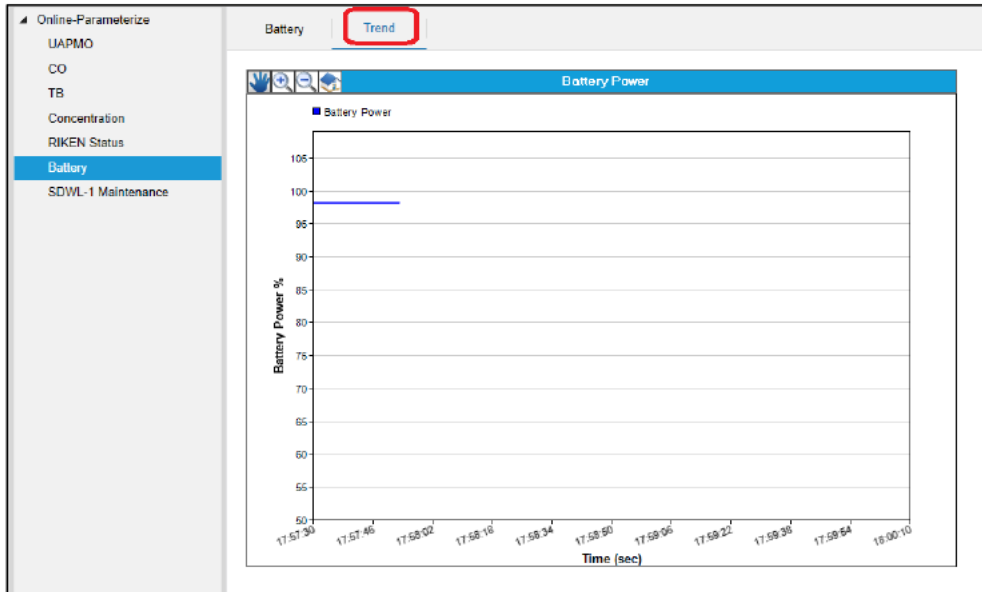 Online-Parameterize
UAPMO
CO
TB
Concentration
RIKEN Status
Battery
SDWL-1 Maintenance
Battery Trend
Battery Power
Battery Power
105
100
95
90
85
80
75
70
65
60
55
50
Battery Power %
17:57:30 17:57:46 17:58:02 17:58:18 17:58:34 17:58:50 17:59:06 17:59:22 17:59:38 17:59:54 18:00:10
Time (sec)